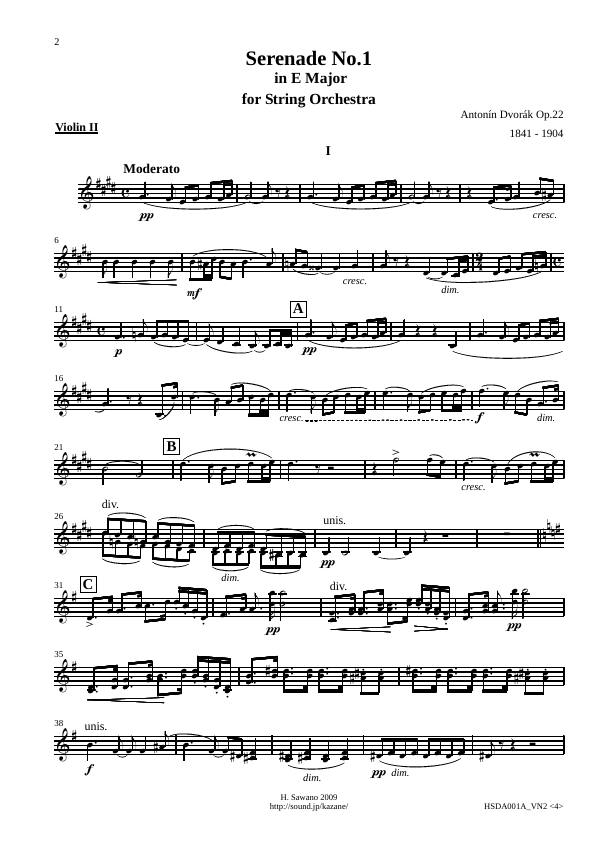 2
Serenade No.1
in E Major
for String Orchestra
Antonín Dvorák Op.22
Violin II
1841 - 1904
I
Moderato
pp
cresc.
6
mf
cresc.
dim.
11
A
p
pp
16
cresc.
f
dim.
21
B
cresc.
26
div.
unis.
dim.
pp
31
C
div.
pp
pp
35
38
unis.
f
dim.
pp dim.
H. Sawano 2009
http://sound.jp/kazane/
HSDA001A_VN2 <4>